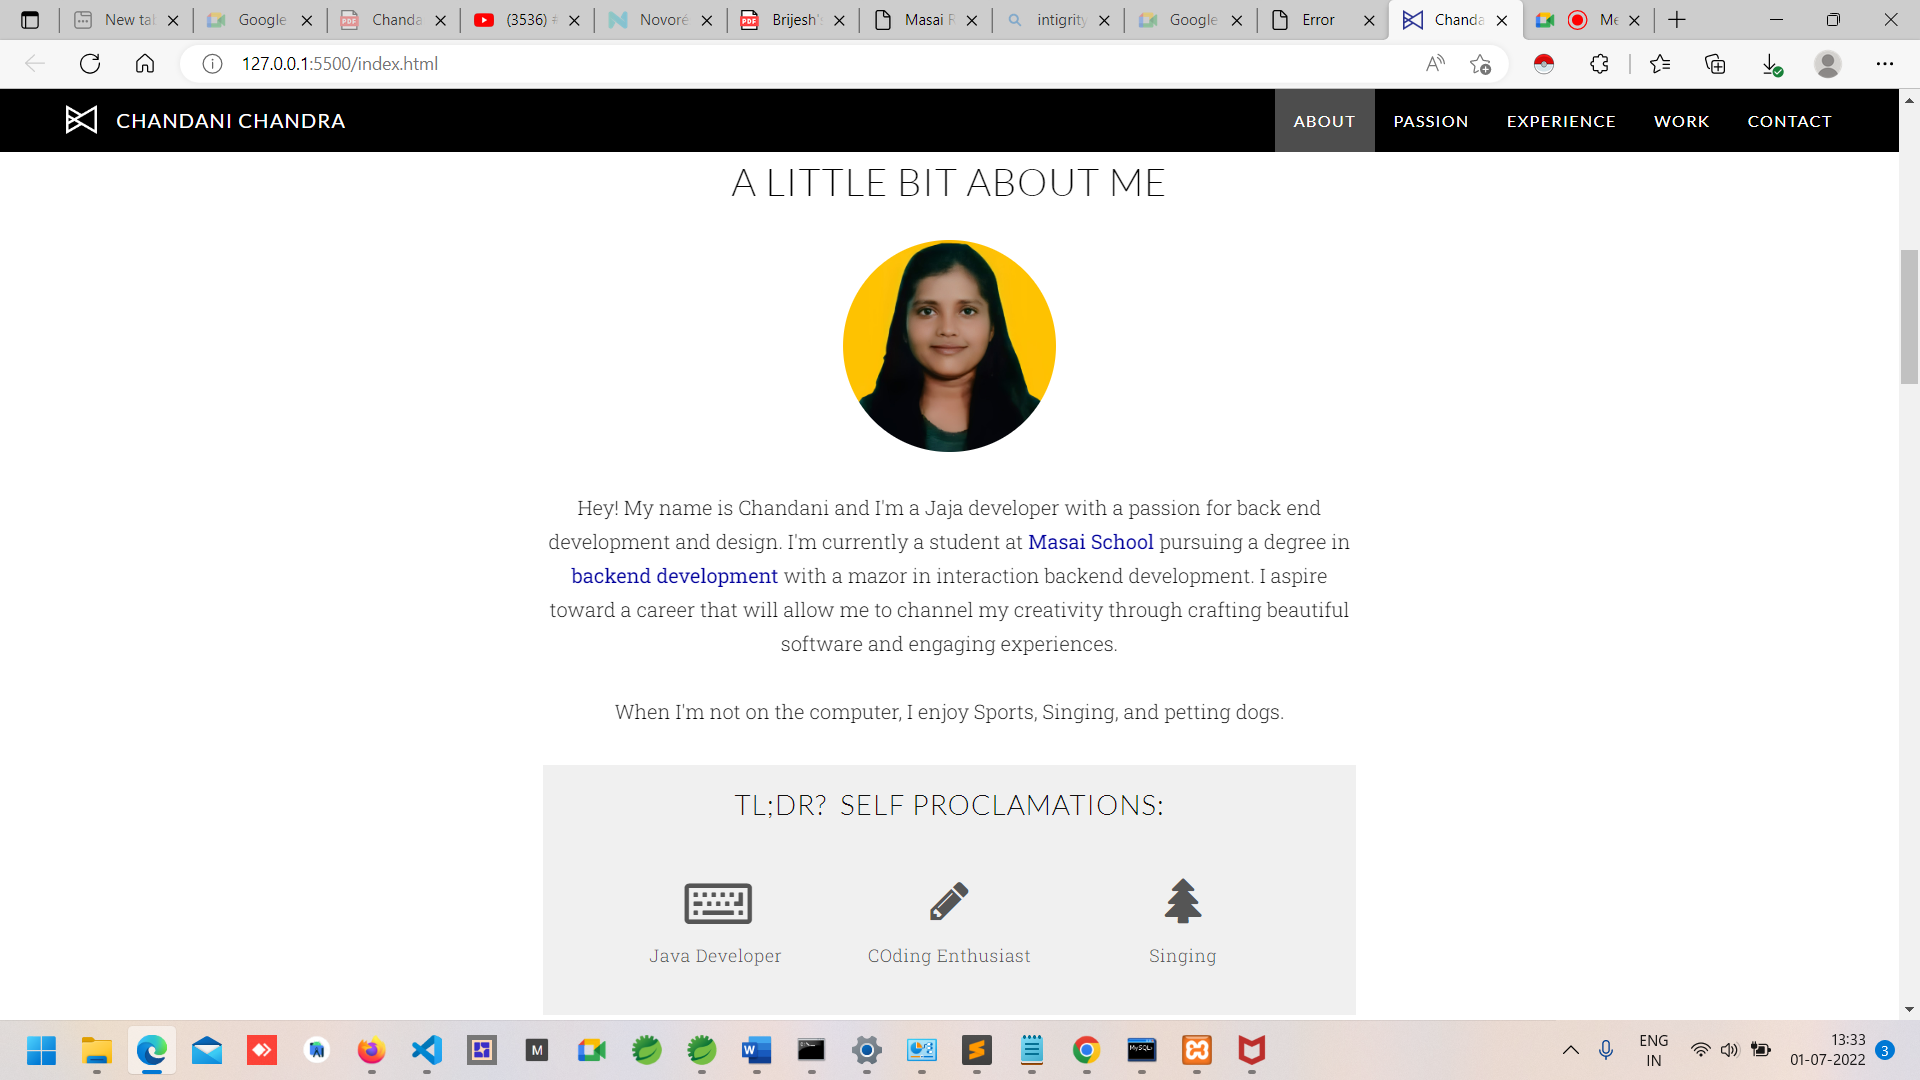 New tab
Google
Chanda
(3536) #
Novoré
Brijesh's
Masai R
intigrity
Google
Error
Chanda
Me
127.0.0.1:5500/index.html
CHANDANI CHANDRA
ABOUT PASSION EXPERIENCE WORK CONTACT
A LITTLE BIT ABOUT ME
Hey! My name is Chandani and I'm a Jaja developer with a passion for back end
development and design. I'm currently a student at Masai School pursuing a degree in
backend development with a mazor in interaction backend development. I aspire
toward a career that will allow me to channel my creativity through crafting beautiful
software and engaging experiences.
When I'm not on the computer, I enjoy Sports, Singing, and petting dogs.
TL;DR? SELF PROCLAMATIONS:
Java Developer
COding Enthusiast
Singing
ENG
IN
13:33
01-07-2022
3